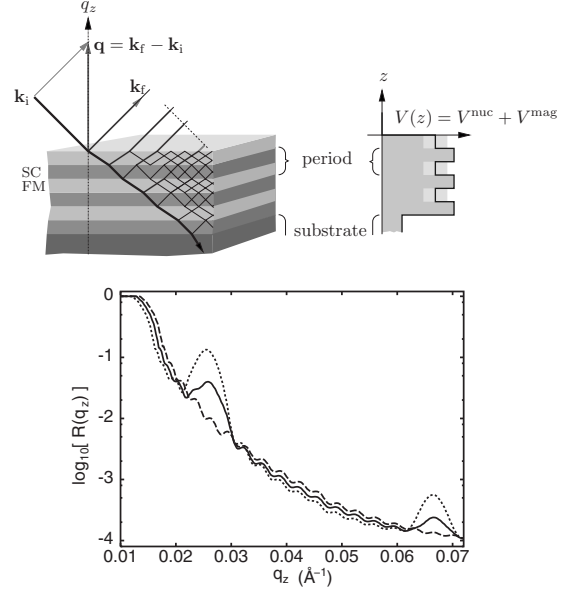 q_z
q = k_f − k_i
k_i
k_f
SC
FM
period
substrate
z
V(z) = V^nuc + V^mag
log₁₀[ R(q_z) ]
0
-1
-2
-3
-4
0.01 0.02 0.03 0.04 0.05 0.06 0.07
q_z (Å⁻¹)